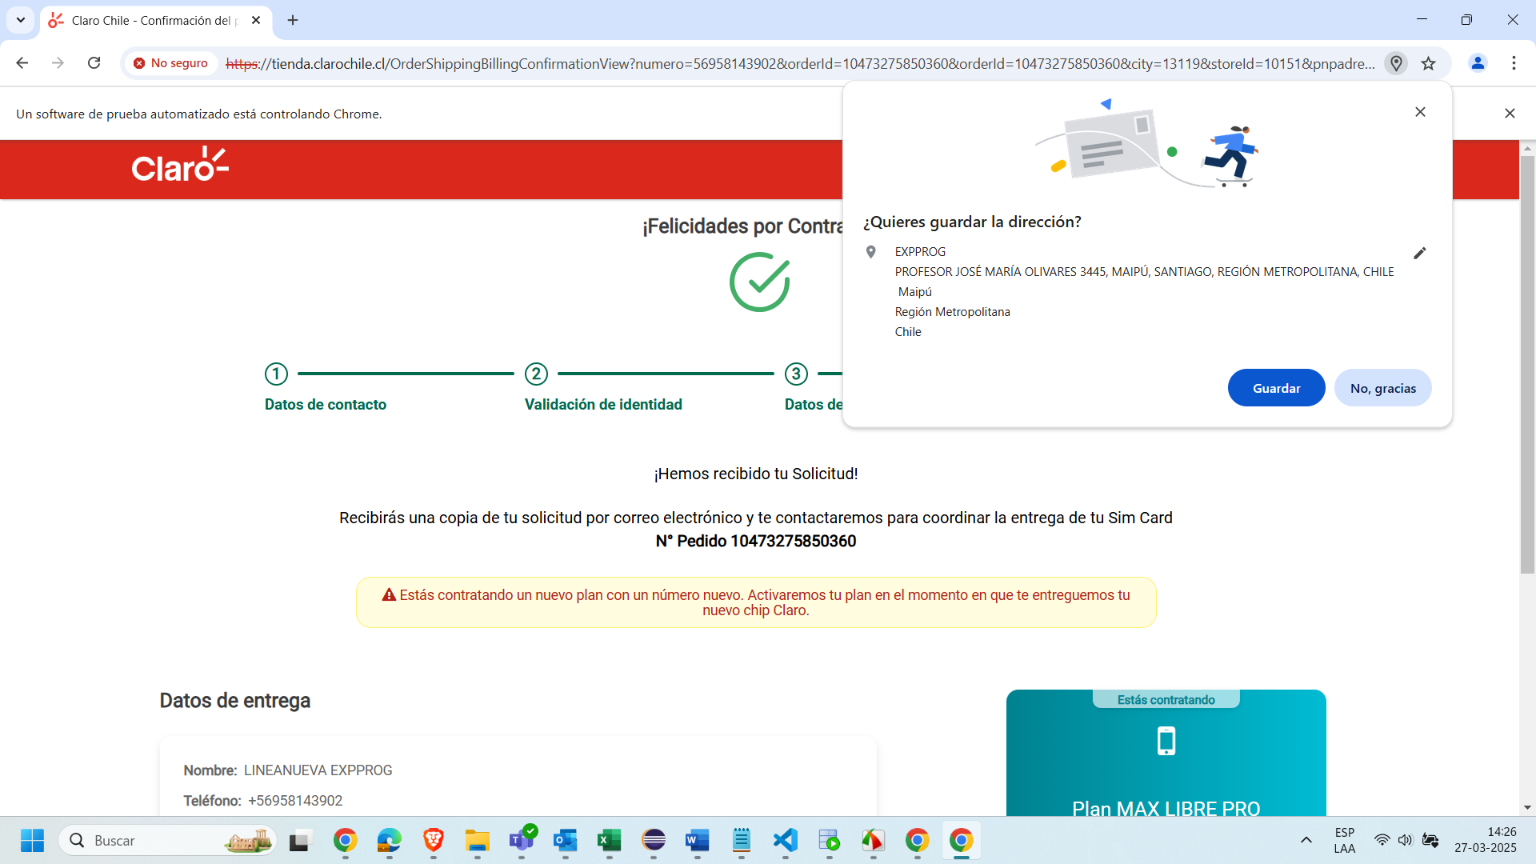 Claro Chile - Confirmación del p
No seguro
https://tienda.clarochile.cl/OrderShippingBillingConfirmationView?numero=56958143902&orderId=10473275850360&orderId=10473275850360&city=13119&storeId=10151&pnpadre...
Un software de prueba automatizado está controlando Chrome.
Claro
¡Felicidades por Contra
¿Quieres guardar la dirección?
EXPPROG
PROFESOR JOSÉ MARÍA OLIVARES 3445, MAIPÚ, SANTIAGO, REGIÓN METROPOLITANA, CHILE
Maipú
Región Metropolitana
Chile
Guardar
No, gracias
1
2
3
Datos de contacto
Validación de identidad
Datos de
¡Hemos recibido tu Solicitud!
Recibirás una copia de tu solicitud por correo electrónico y te contactaremos para coordinar la entrega de tu Sim Card
N° Pedido 10473275850360
Estás contratando un nuevo plan con un número nuevo. Activaremos tu plan en el momento en que te entreguemos tu
nuevo chip Claro.
Datos de entrega
Nombre: LINEANUEVA EXPPROG
Teléfono: +56958143902
Estás contratando
Plan MAX LIBRE PRO
Buscar
ESP
LAA
14:26
27-03-2025